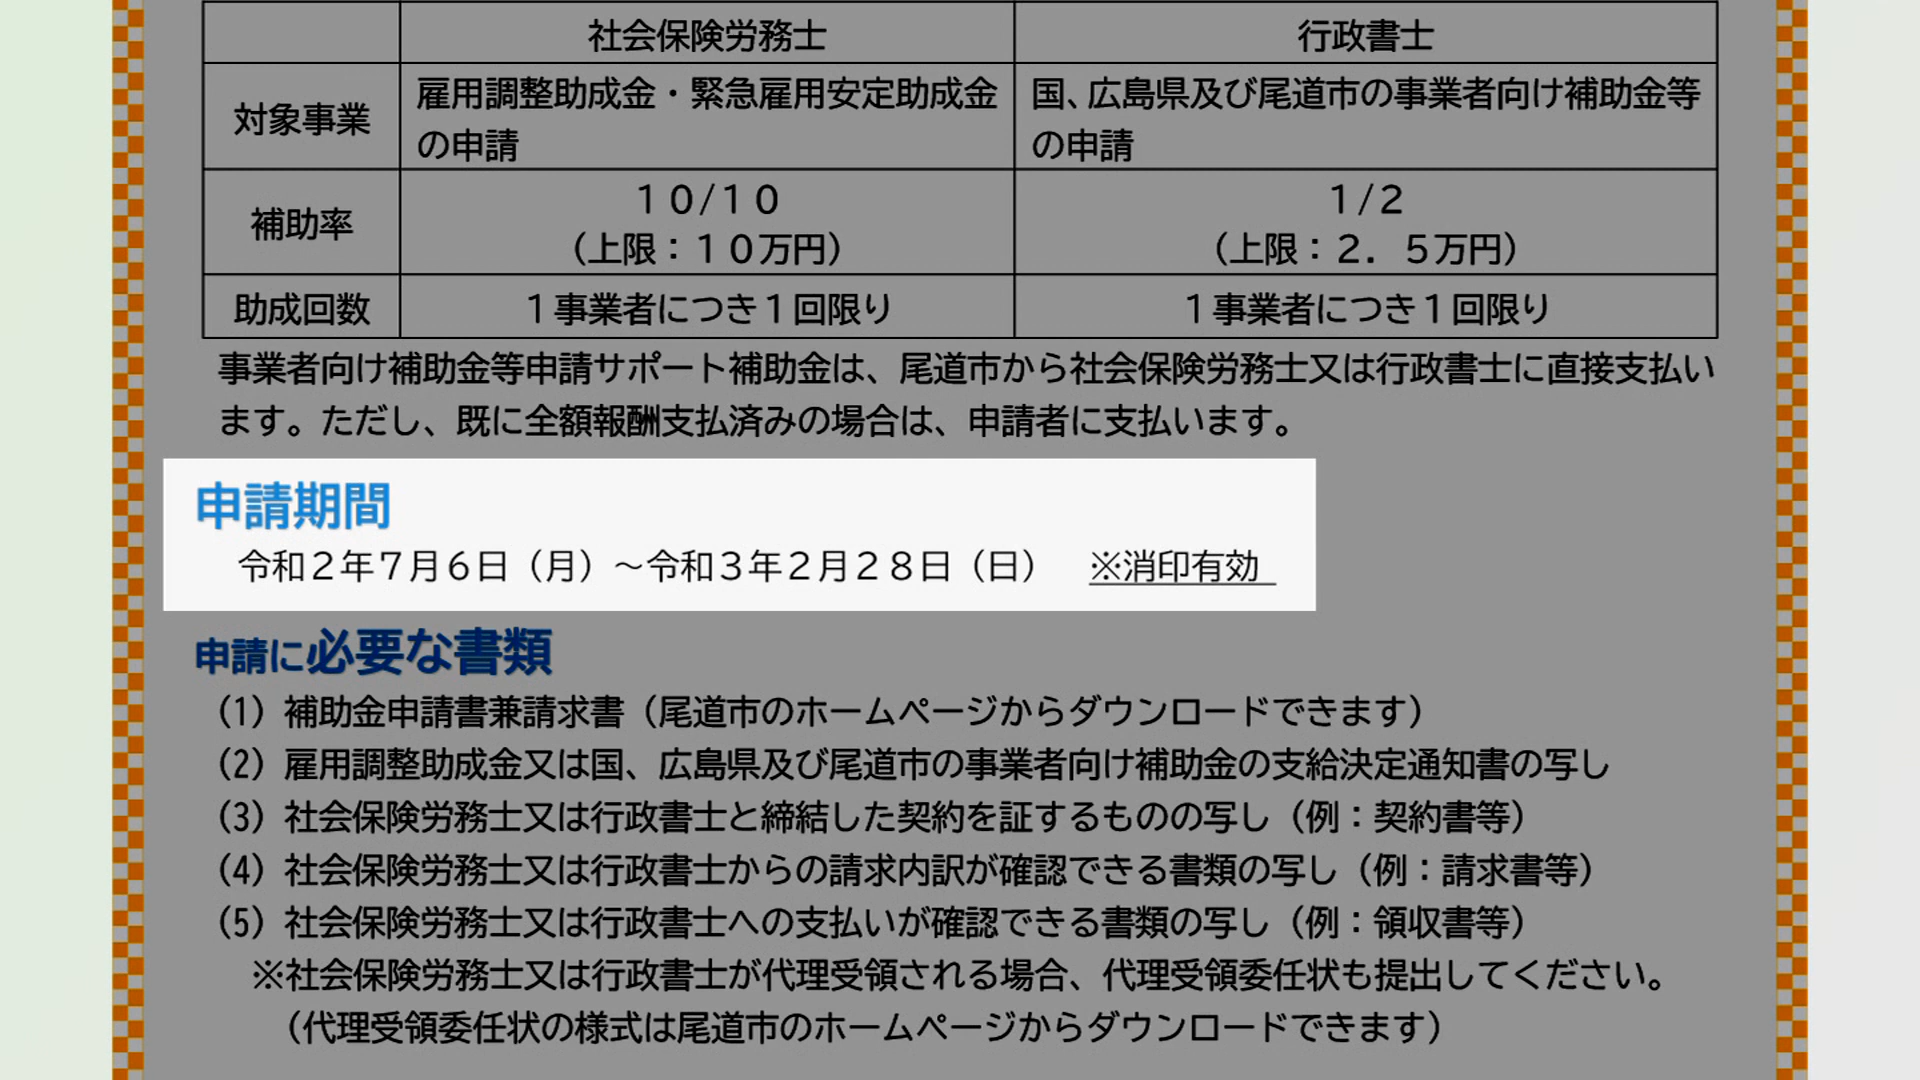 社会保険労務士 行政書士
対象事業 雇用調整助成金・緊急雇用安定助成金 国、広島県及び尾道市の事業者向け補助金等
の申請 の申請
補助率 １０/１０ １/２
（上限：１０万円） （上限：２．５万円）
助成回数 １事業者につき１回限り １事業者につき１回限り
事業者向け補助金等申請サポート補助金は、尾道市から社会保険労務士又は行政書士に直接支払い
ます。ただし、既に全額報酬支払済みの場合は、申請者に支払います。
申請期間
令和２年７月６日（月）～令和３年２月２８日（日） ※消印有効
申請に必要な書類
（1）補助金申請書兼請求書（尾道市のホームページからダウンロードできます）
（2）雇用調整助成金又は国、広島県及び尾道市の事業者向け補助金の支給決定通知書の写し
（3）社会保険労務士又は行政書士と締結した契約を証するものの写し（例：契約書等）
（4）社会保険労務士又は行政書士からの請求内訳が確認できる書類の写し（例：請求書等）
（5）社会保険労務士又は行政書士への支払いが確認できる書類の写し（例：領収書等）
※社会保険労務士又は行政書士が代理受領される場合、代理受領委任状も提出してください。
（代理受領委任状の様式は尾道市のホームページからダウンロードできます）